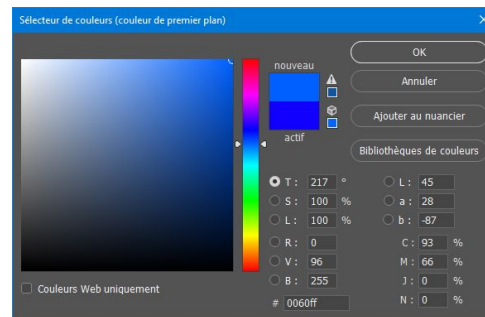 Sélecteur de couleurs (couleur de premier plan)
nouveau
actif
OK
Annuler
Ajouter au nuancier
Bibliothèques de couleurs
T : 217 °
S : 100 %
L : 100 %
R : 0
V : 96
B : 255
# 0060ff
L : 45
a : 28
b : -87
C : 93 %
M : 66 %
J : 0 %
N : 0 %
Couleurs Web uniquement